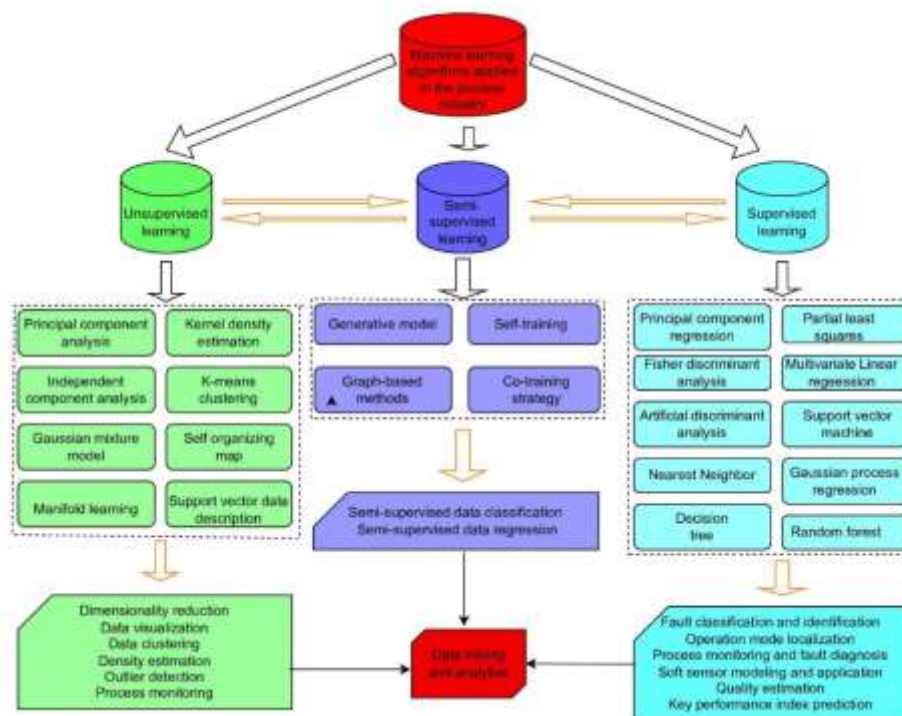 Machine learning
algorithms applied
in the process
industry
Unsupervised
learning
Semi-
supervised
learning
Supervised
learning
Principal component
analysis
Kernel density
estimation
Independent
component analysis
K-means
clustering
Gaussian mixture
model
Self organizing
map
Manifold learning
Support vector data
description
Generative model
Self-training
Graph-based
methods
Co-training
strategy
Principal component
regression
Partial least
squares
Fisher discriminant
analysis
Multivariate Linear
regeession
Artificial discriminant
analysis
Support vector
machine
Nearest Neighbor
Gaussian process
regression
Decision
tree
Random forest
Semi-supervised data classification
Semi-supervised data regression
Dimensionality reduction
Data visualization
Data clustering
Density estimation
Outlier detection
Process monitoring
Data mining
and analytics
Fault classification and identification
Operation mode localization
Process monitoring and fault diagnosis
Soft sensor modeling and application
Quality estimation
Key performance index prediction